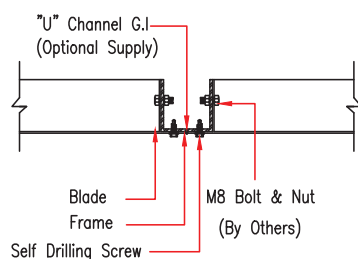 "U" Channel G.I
(Optional Supply)
Blade
M8 Bolt & Nut
Frame
(By Others)
Self Drilling Screw